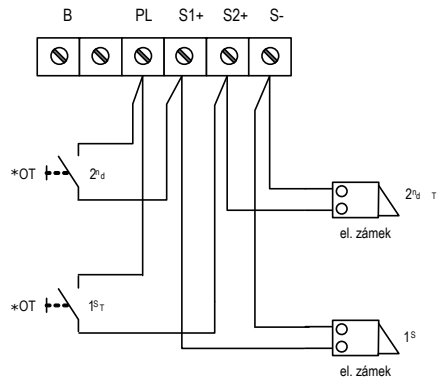 B PL S1+ S2+ S-
*OT 2nd
2nd T
el. zámek
*OT 1ST
1S
el. zámek